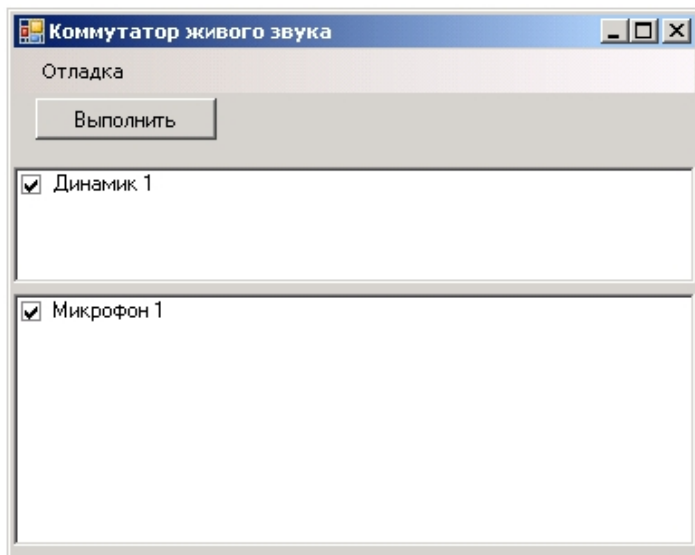 Коммутатор живого звука
Отладка
Выполнить
Динамик 1
Микрофон 1